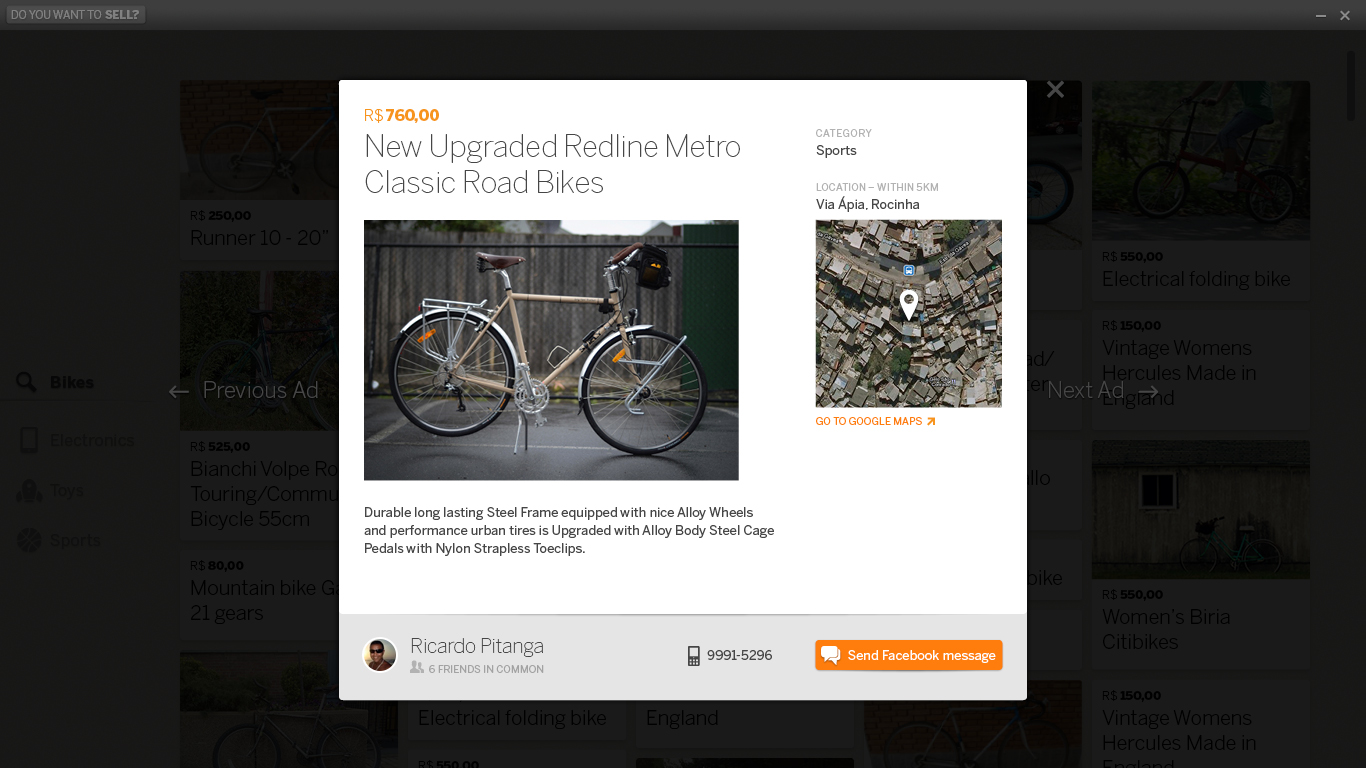 DO YOU WANT TO SELL?
R$ 760,00
New Upgraded Redline Metro
Classic Road Bikes
CATEGORY
Sports
LOCATION – WITHIN 5KM
Via Ápia, Rocinha
GO TO GOOGLE MAPS
Durable long lasting Steel Frame equipped with nice Alloy Wheels
and performance urban tires is Upgraded with Alloy Body Steel Cage
Pedals with Nylon Strapless Toeclips.
Ricardo Pitanga
6 FRIENDS IN COMMON
9991-5296
Send Facebook message
Previous Ad
Next Ad
Bikes
Electronics
Toys
Sports
R$ 250,00
Runner 10 - 20”
R$ 525,00
Bianchi Volpe Ro
Touring/Commu
Bicycle 55cm
R$ 80,00
Mountain bike Ga
21 gears
Electrical folding bike
R$ 550,00
England
ad/
ter
llo
bike
R$ 550,00
Electrical folding bike
R$ 150,00
Vintage Womens
Hercules Made in
England
R$ 550,00
Women’s Biria
Citibikes
R$ 150,00
Vintage Womens
Hercules Made in
England